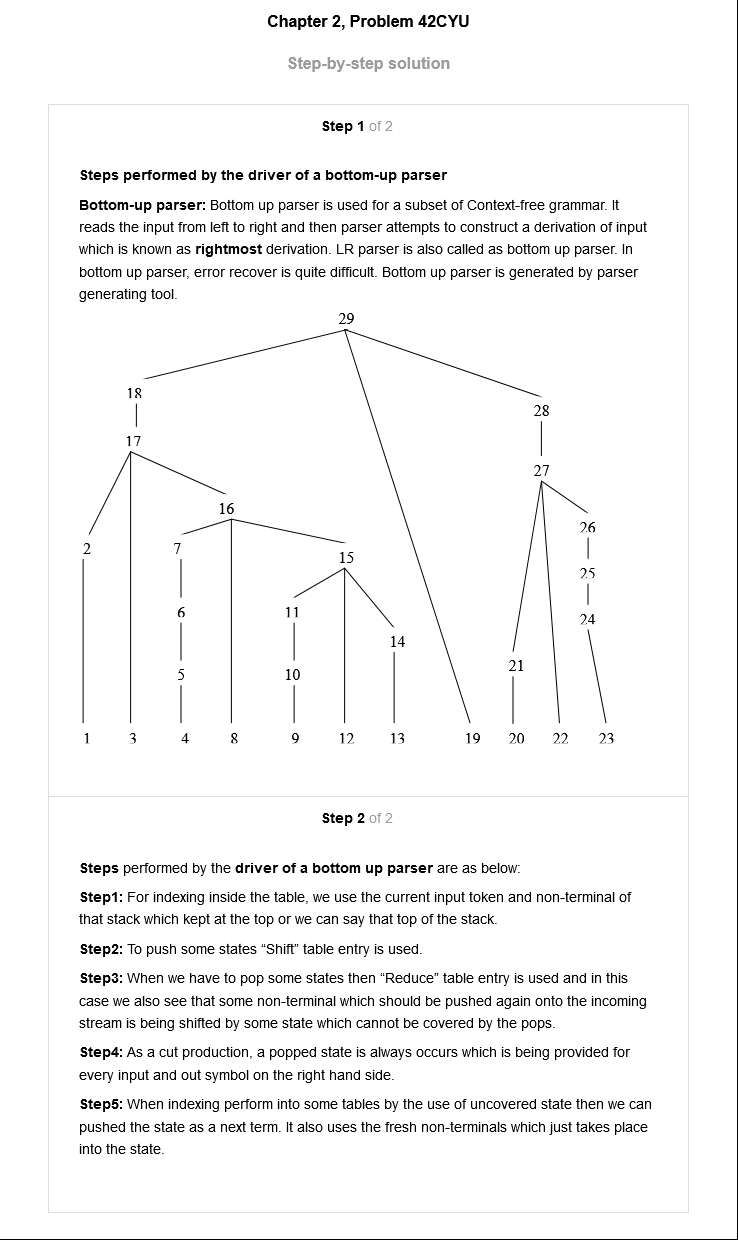 Chapter 2, Problem 42CYU
Step-by-step solution
Step 1 of 2
Steps performed by the driver of a bottom-up parser
Bottom-up parser: Bottom up parser is used for a subset of Context-free grammar. It
reads the input from left to right and then parser attempts to construct a derivation of input
which is known as rightmost derivation. LR parser is also called as bottom up parser. In
bottom up parser, error recover is quite difficult. Bottom up parser is generated by parser
generating tool.
29
18
28
17
27
16
26
2 7
15
25
6 11
24
14
21
5 10
1 3 4 8 9 12 13 19 20 22 23
Step 2 of 2
Steps performed by the driver of a bottom up parser are as below:
Step1: For indexing inside the table, we use the current input token and non-terminal of
that stack which kept at the top or we can say that top of the stack.
Step2: To push some states “Shift” table entry is used.
Step3: When we have to pop some states then “Reduce” table entry is used and in this
case we also see that some non-terminal which should be pushed again onto the incoming
stream is being shifted by some state which cannot be covered by the pops.
Step4: As a cut production, a popped state is always occurs which is being provided for
every input and out symbol on the right hand side.
Step5: When indexing perform into some tables by the use of uncovered state then we can
pushed the state as a next term. It also uses the fresh non-terminals which just takes place
into the state.